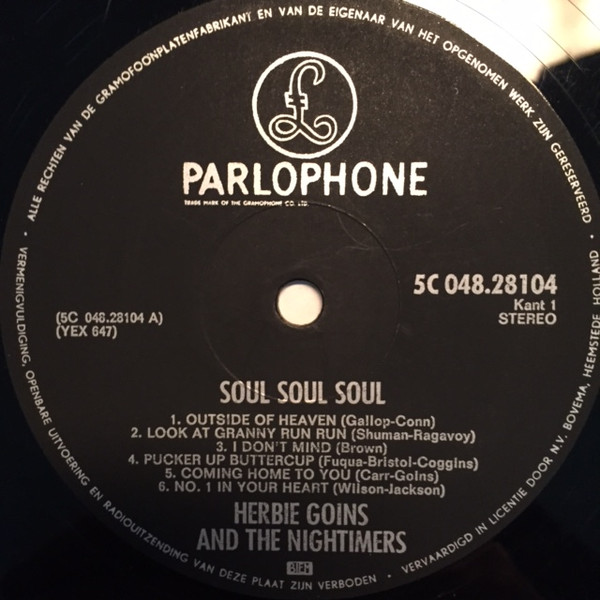 ALLE RECHTEN VAN DE GRAMOFOONPLATENFABRIKANT EN VAN DE EIGENAAR VAN HET OPGENOMEN WERK ZIJN GERESERVEERD •
£
PARLOPHONE
TRADE MARK OF THE GRAMOPHONE CO. LTD.
5C 048.28104
Kant 1
STEREO
(5C 048.28104 A)
(YEX 647)
SOUL SOUL SOUL
1. OUTSIDE OF HEAVEN (Gallop-Conn)
2. LOOK AT GRANNY RUN RUN (Shuman-Ragavoy)
3. I DON'T MIND (Brown)
4. PUCKER UP BUTTERCUP (Fuqua-Bristol-Coggins)
5. COMING HOME TO YOU (Carr-Goins)
6. NO. 1 IN YOUR HEART (Wilson-Jackson)
HERBIE GOINS
AND THE NIGHTIMERS
BIEM
VERMENIGVULDIGING, OPENBARE UITVOERING EN RADIOUITZENDING VAN DEZE PLAAT ZIJN VERBODEN •
VERVAARDIGD IN LICENTIE DOOR N.V. BOVEMA, HEEMSTEDE HOLLAND